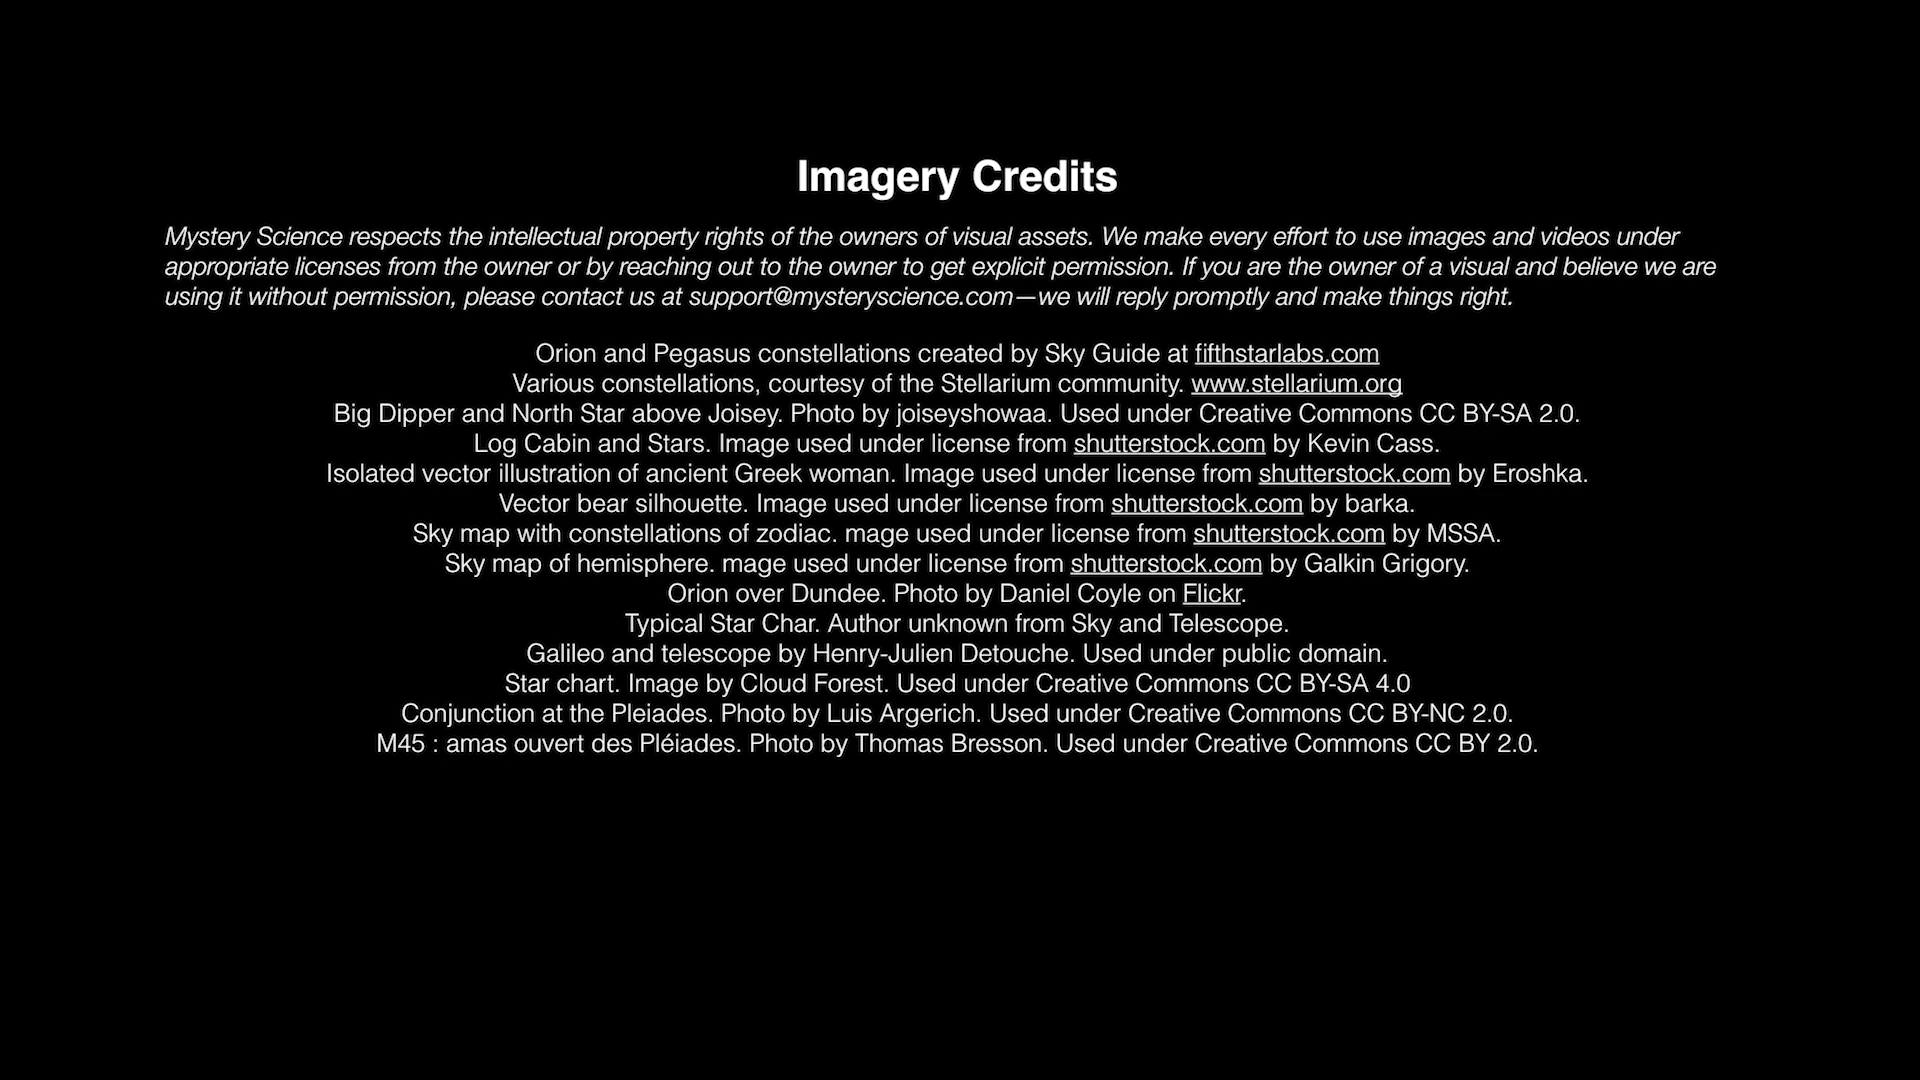 Imagery Credits
Mystery Science respects the intellectual property rights of the owners of visual assets. We make every effort to use images and videos under
appropriate licenses from the owner or by reaching out to the owner to get explicit permission. If you are the owner of a visual and believe we are
using it without permission, please contact us at support@mysteryscience.com—we will reply promptly and make things right.
Orion and Pegasus constellations created by Sky Guide at fifthstarlabs.com
Various constellations, courtesy of the Stellarium community. www.stellarium.org
Big Dipper and North Star above Joisey. Photo by joiseyshowaa. Used under Creative Commons CC BY-SA 2.0.
Log Cabin and Stars. Image used under license from shutterstock.com by Kevin Cass.
Isolated vector illustration of ancient Greek woman. Image used under license from shutterstock.com by Eroshka.
Vector bear silhouette. Image used under license from shutterstock.com by barka.
Sky map with constellations of zodiac. mage used under license from shutterstock.com by MSSA.
Sky map of hemisphere. mage used under license from shutterstock.com by Galkin Grigory.
Orion over Dundee. Photo by Daniel Coyle on Flickr.
Typical Star Char. Author unknown from Sky and Telescope.
Galileo and telescope by Henry-Julien Detouche. Used under public domain.
Star chart. Image by Cloud Forest. Used under Creative Commons CC BY-SA 4.0
Conjunction at the Pleiades. Photo by Luis Argerich. Used under Creative Commons CC BY-NC 2.0.
M45 : amas ouvert des Pléiades. Photo by Thomas Bresson. Used under Creative Commons CC BY 2.0.